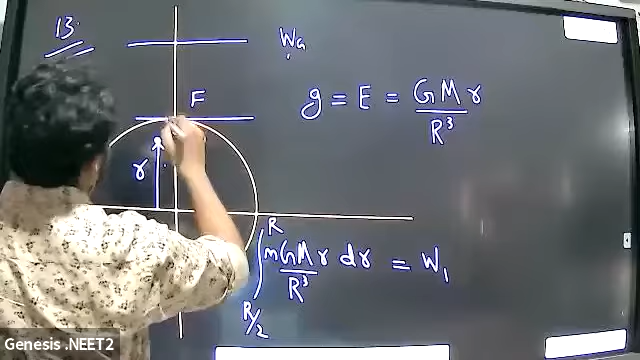 13.
Wa
F
g = E = GMr/R³
r
∫_{R/2}^{R} mGMr/R³ dr = W₁
Genesis .NEET2